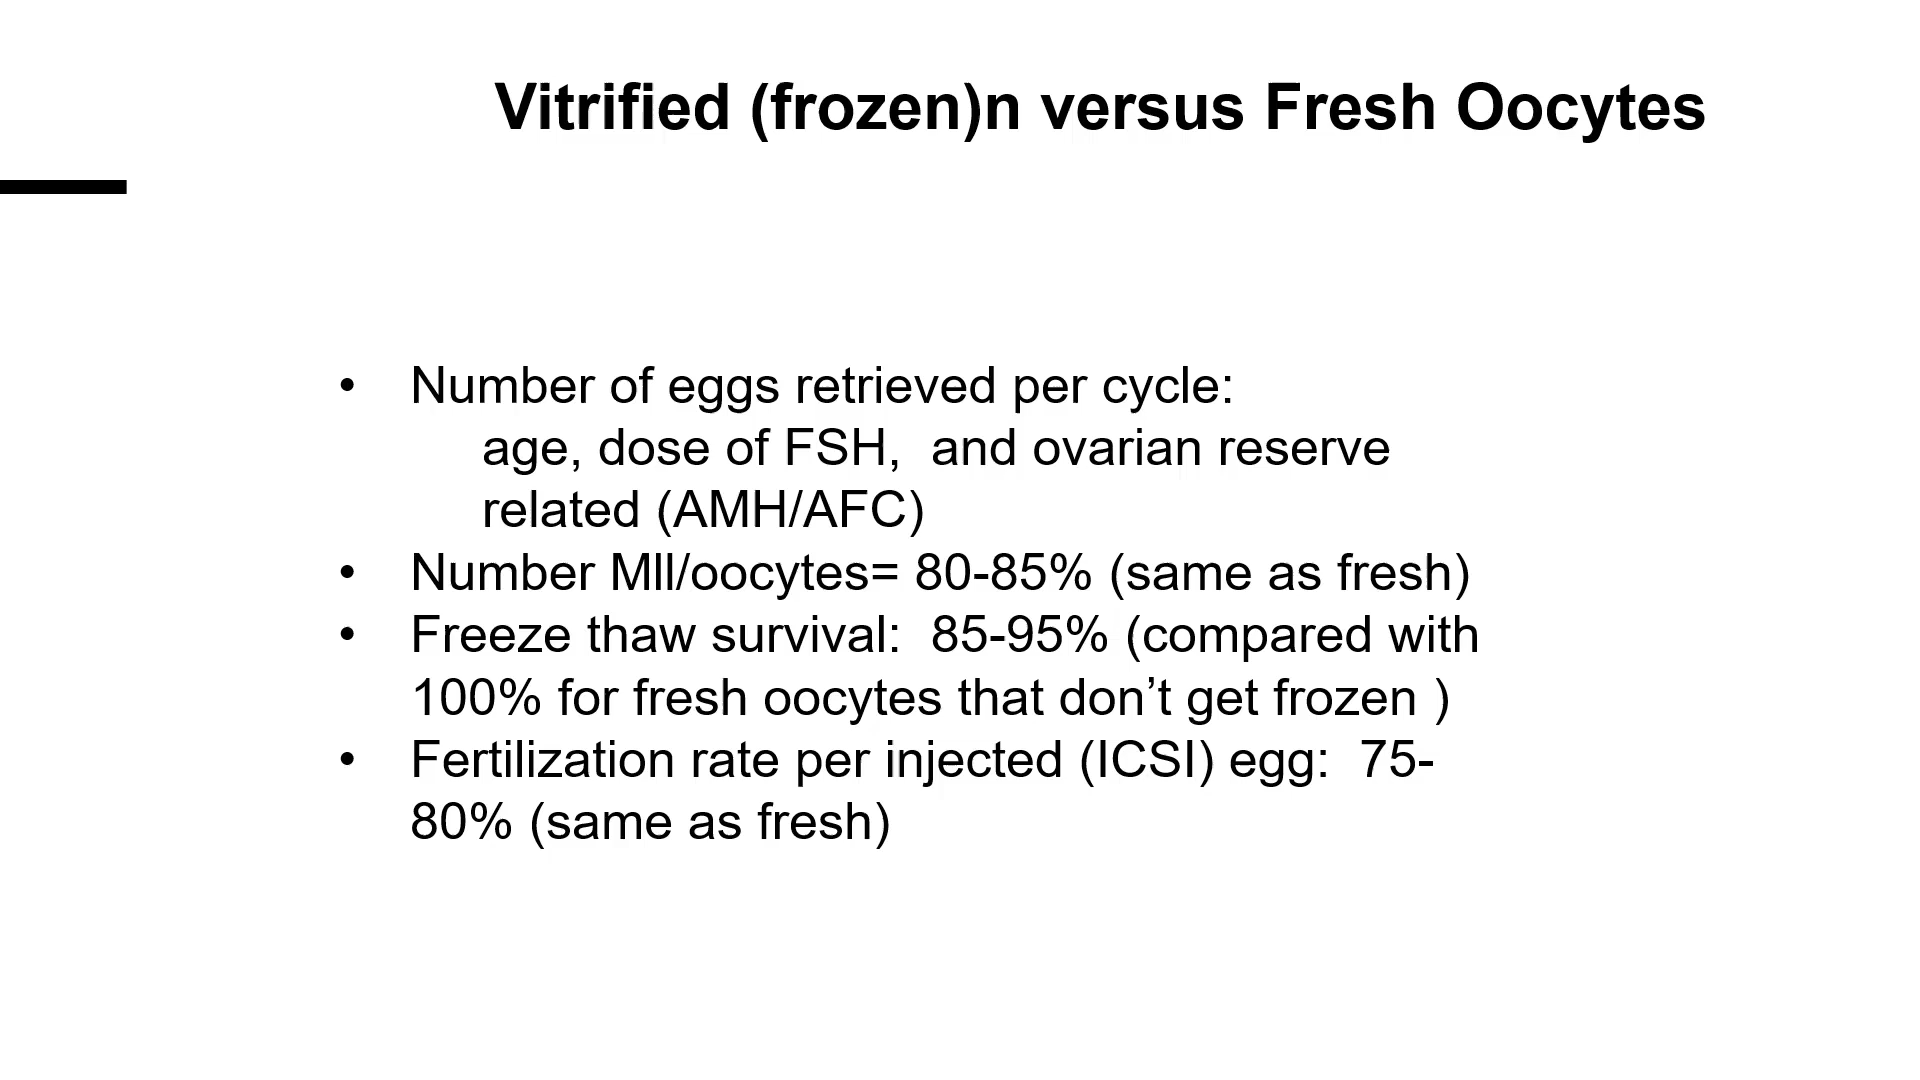 Vitrified (frozen)n versus Fresh Oocytes
• Number of eggs retrieved per cycle:
age, dose of FSH,  and ovarian reserve
related (AMH/AFC)
• Number Mll/oocytes= 80-85% (same as fresh)
• Freeze thaw survival:  85-95% (compared with
100% for fresh oocytes that don’t get frozen )
• Fertilization rate per injected (ICSI) egg:  75-
80% (same as fresh)